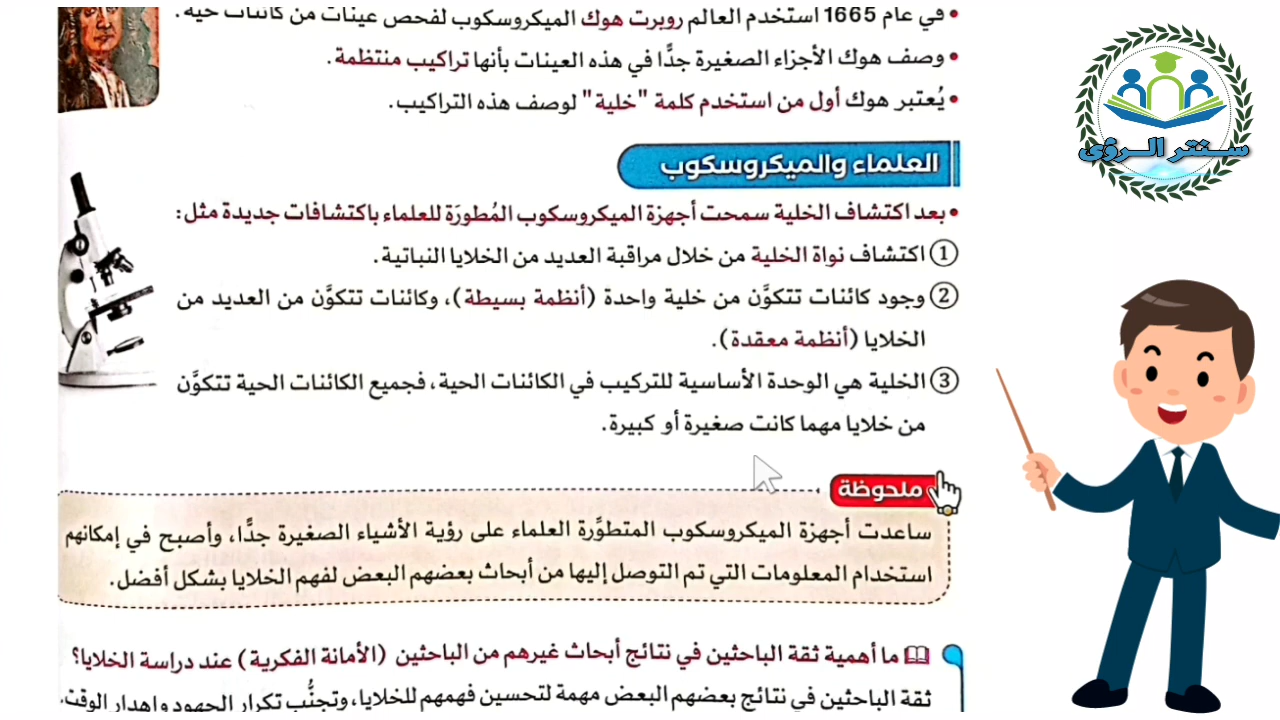 • في عام 1665 استخدم العالم روبرت هوك الميكروسكوب لفحص عينات من كائنات حية.
• وصف هوك الأجزاء الصغيرة جدًّا في هذه العينات بأنها تراكيب منتظمة.
• يُعتبر هوك أول من استخدم كلمة "خلية" لوصف هذه التراكيب.
سنتر الرؤى
العلماء والميكروسكوب
• بعد اكتشاف الخلية سمحت أجهزة الميكروسكوب المُطورَة للعلماء باكتشافات جديدة مثل:
① اكتشاف نواة الخلية من خلال مراقبة العديد من الخلايا النباتية.
② وجود كائنات تتكوَّن من خلية واحدة (أنظمة بسيطة)، وكائنات تتكوَّن من العديد من
الخلايا (أنظمة معقدة).
③ الخلية هي الوحدة الأساسية للتركيب في الكائنات الحية، فجميع الكائنات الحية تتكوَّن
من خلايا مهما كانت صغيرة أو كبيرة.
ملحوظة
ساعدت أجهزة الميكروسكوب المتطوِّرة العلماء على رؤية الأشياء الصغيرة جدًّا، وأصبح في إمكانهم
استخدام المعلومات التي تم التوصل إليها من أبحاث بعضهم البعض لفهم الخلايا بشكل أفضل.
ما أهمية ثقة الباحثين في نتائج أبحاث غيرهم من الباحثين (الأمانة الفكرية) عند دراسة الخلايا؟
ثقة الباحثين في نتائج بعضهم البعض مهمة لتحسين فهمهم للخلايا، وتجنُّب تكرار الجهود وإهدار الوقت.